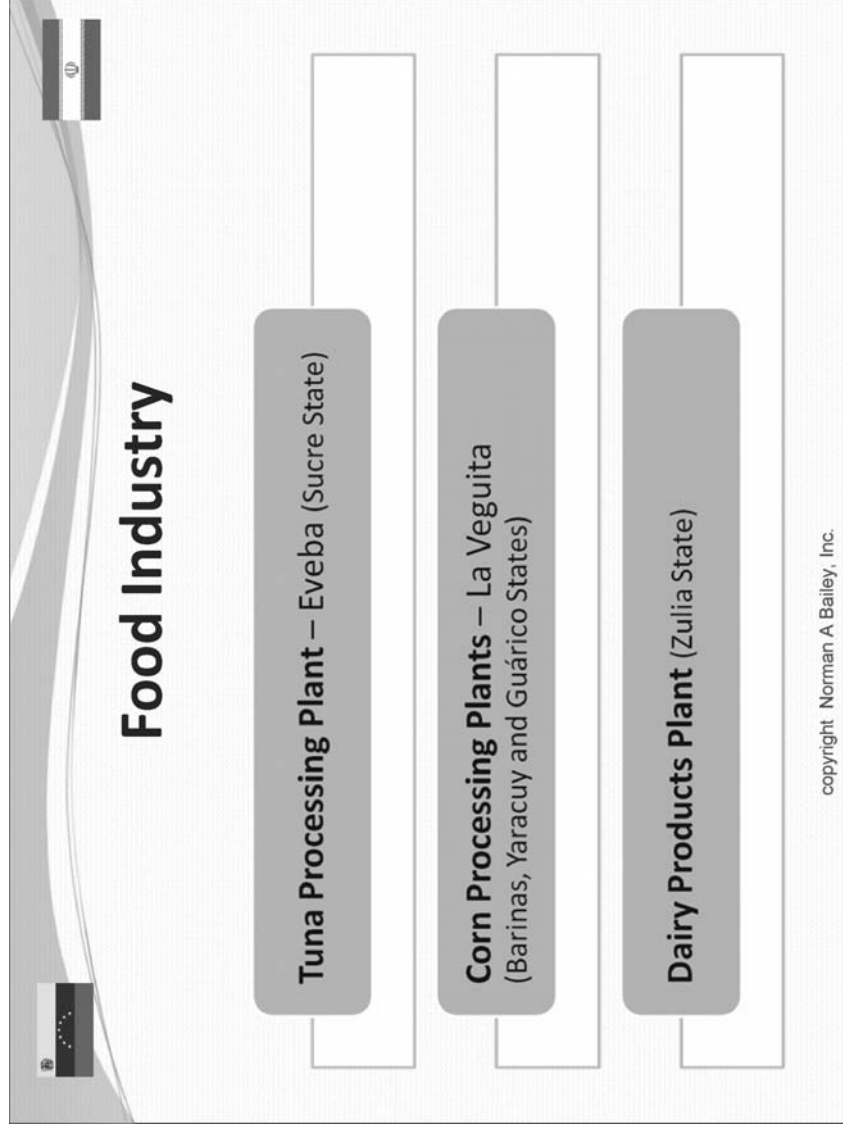 Food Industry
Tuna Processing Plant – Eveba (Sucre State)
Corn Processing Plants – La Veguita
(Barinas, Yaracuy and Guárico States)
Dairy Products Plant (Zulia State)
copyright Norman A Bailey, Inc.